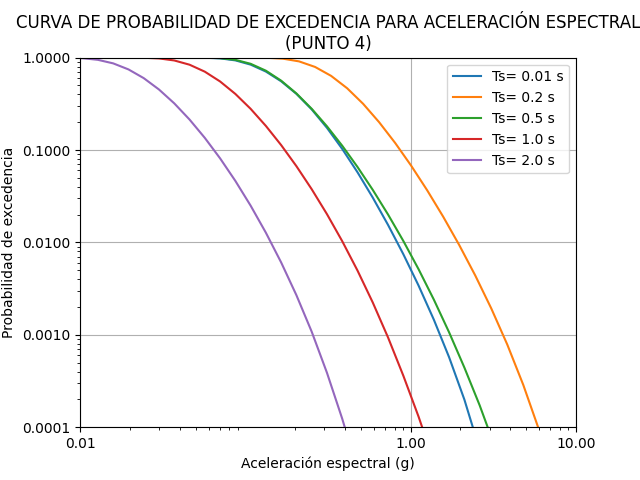 CURVA DE PROBABILIDAD DE EXCEDENCIA PARA ACELERACIÓN ESPECTRAL
(PUNTO 4)
Probabilidad de excedencia
1.0000
0.1000
0.0100
0.0010
0.0001
Ts= 0.01 s
Ts= 0.2 s
Ts= 0.5 s
Ts= 1.0 s
Ts= 2.0 s
0.01
1.00
10.00
Aceleración espectral (g)